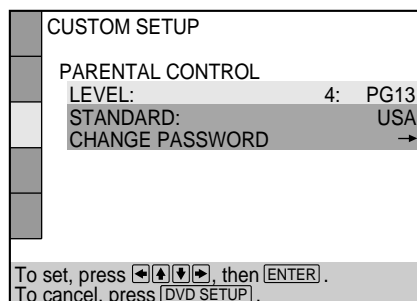 CUSTOM SETUP
PARENTAL CONTROL
LEVEL: 4: PG13
STANDARD: USA
CHANGE PASSWORD →
To set, press ←↑↓→, then ENTER.
To cancel, press DVD SETUP.